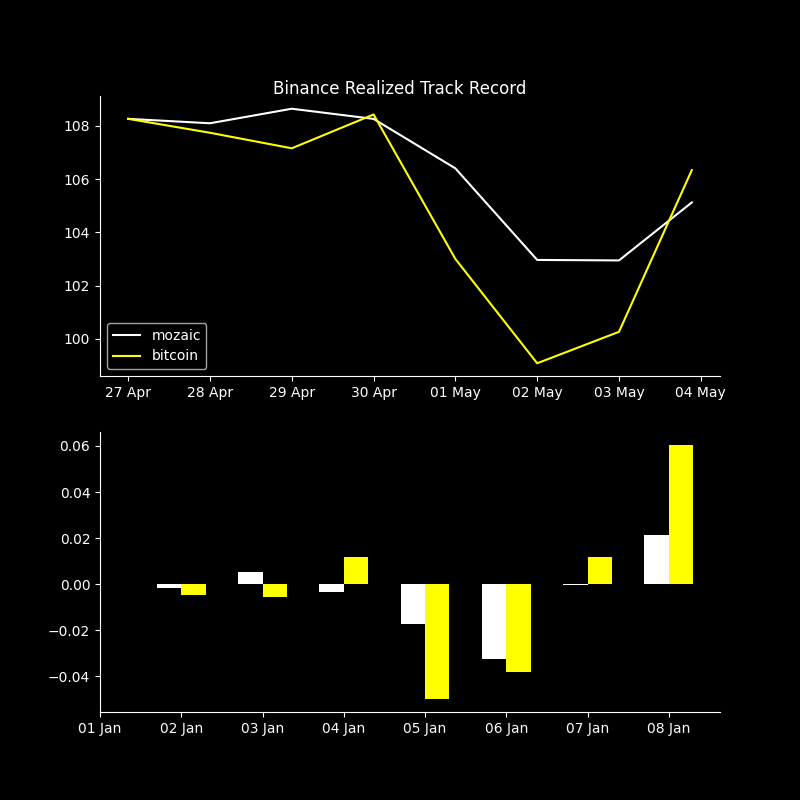 Binance Realized Track Record
108
106
104
102
100
mozaic
bitcoin
27 Apr 28 Apr 29 Apr 30 Apr 01 May 02 May 03 May 04 May
0.06
0.04
0.02
0.00
−0.02
−0.04
01 Jan 02 Jan 03 Jan 04 Jan 05 Jan 06 Jan 07 Jan 08 Jan